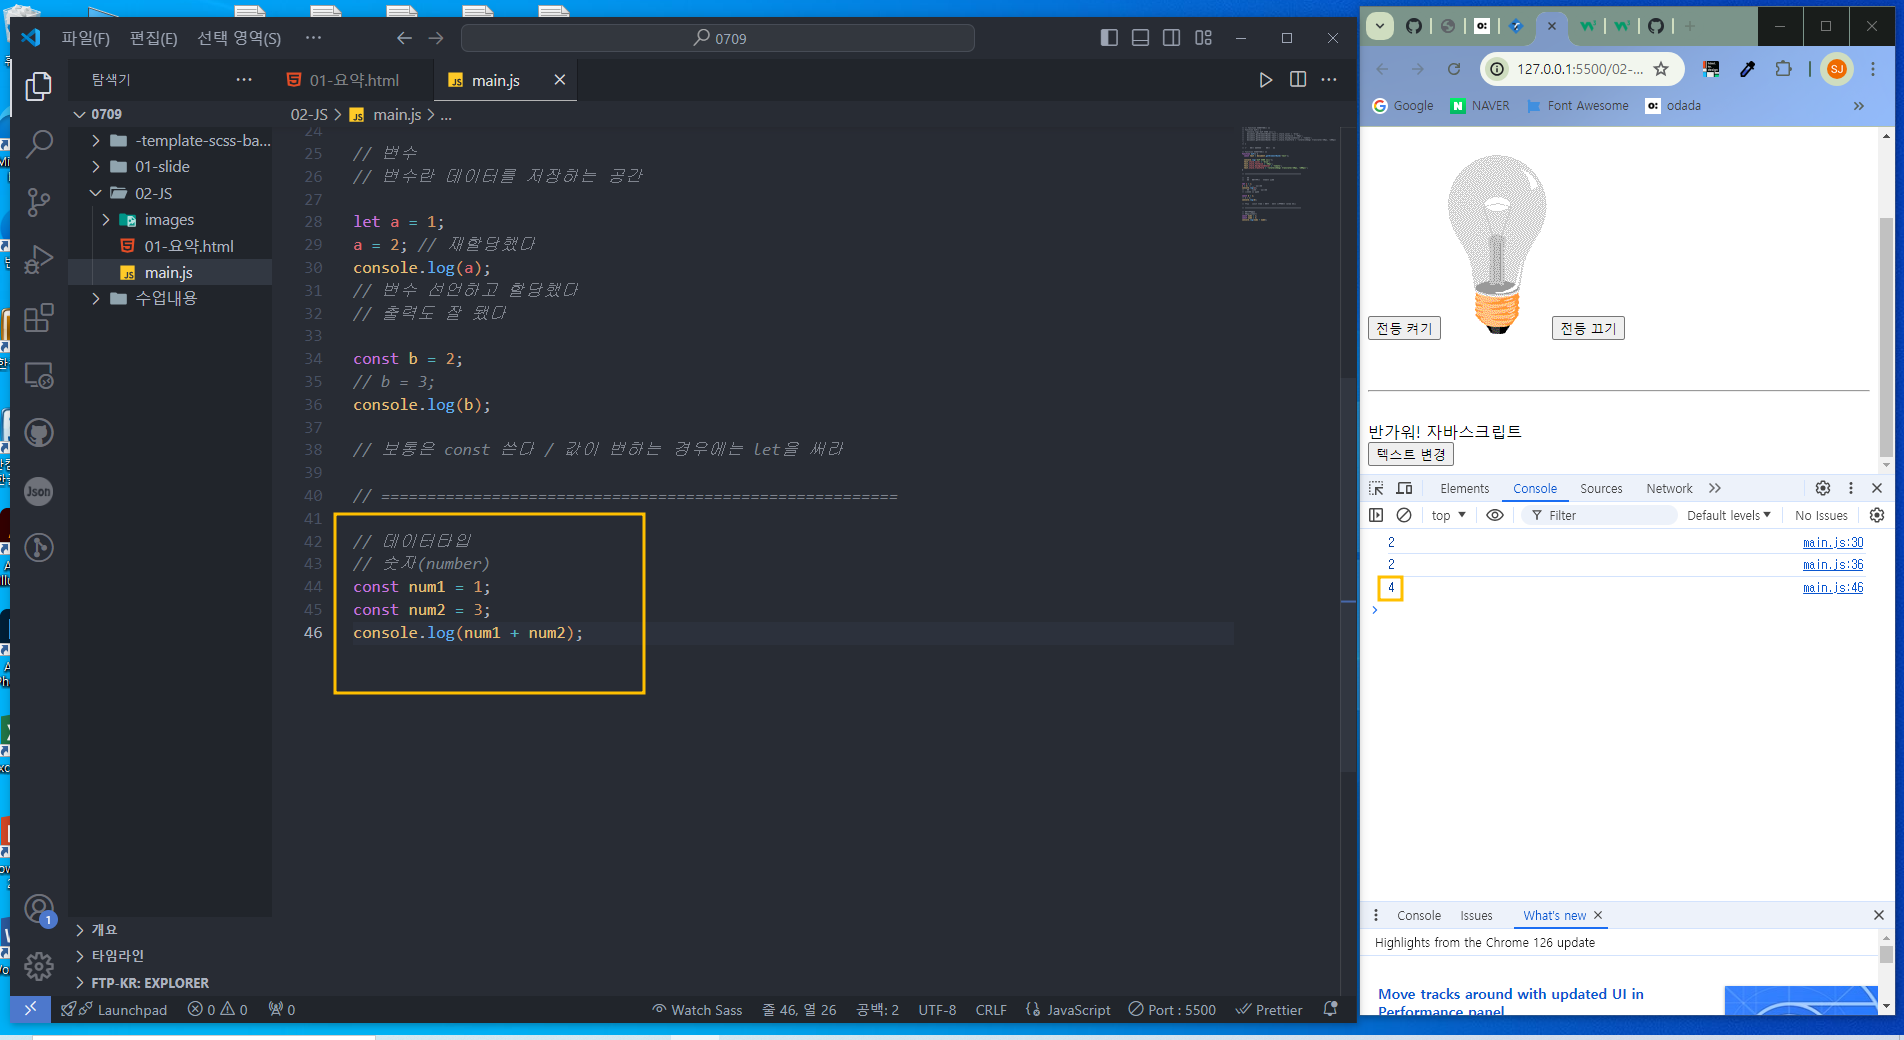 파일(F) 편집(E) 선택 영역(S) ··· 0709
탐색기 ···
01-요약.html
main.js
0709
-template-scss-ba...
01-slide
02-JS
images
01-요약.html
main.js
수업내용
개요
타임라인
FTP-KR: EXPLORER
02-JS > main.js > ...
24
25 // 변수
26 // 변수란 데이터를 저장하는 공간
27
28 let a = 1;
29 a = 2; // 재할당했다
30 console.log(a);
31 // 변수 선언하고 할당했다
32 // 출력도 잘 됐다
33
34 const b = 2;
35 // b = 3;
36 console.log(b);
37
38 // 보통은 const 쓴다 / 값이 변하는 경우에는 let을 써라
39
40 // ========================================================
41
42 // 데이터타입
43 // 숫자(number)
44 const num1 = 1;
45 const num2 = 3;
46 console.log(num1 + num2);
Launchpad 0 0 0 Watch Sass 줄 46, 열 26 공백: 2 UTF-8 CRLF {} JavaScript Port : 5500 Prettier
1
127.0.0.1:5500/02-... SJ
Google NAVER Font Awesome odada
전등 켜기 전등 끄기
반가워! 자바스크립트
텍스트 변경
Elements Console Sources Network
top Filter Default levels No Issues
2 main.js:30
2 main.js:36
4 main.js:46
Console Issues What's new
Highlights from the Chrome 126 update
Move tracks around with updated UI in
Performance panel